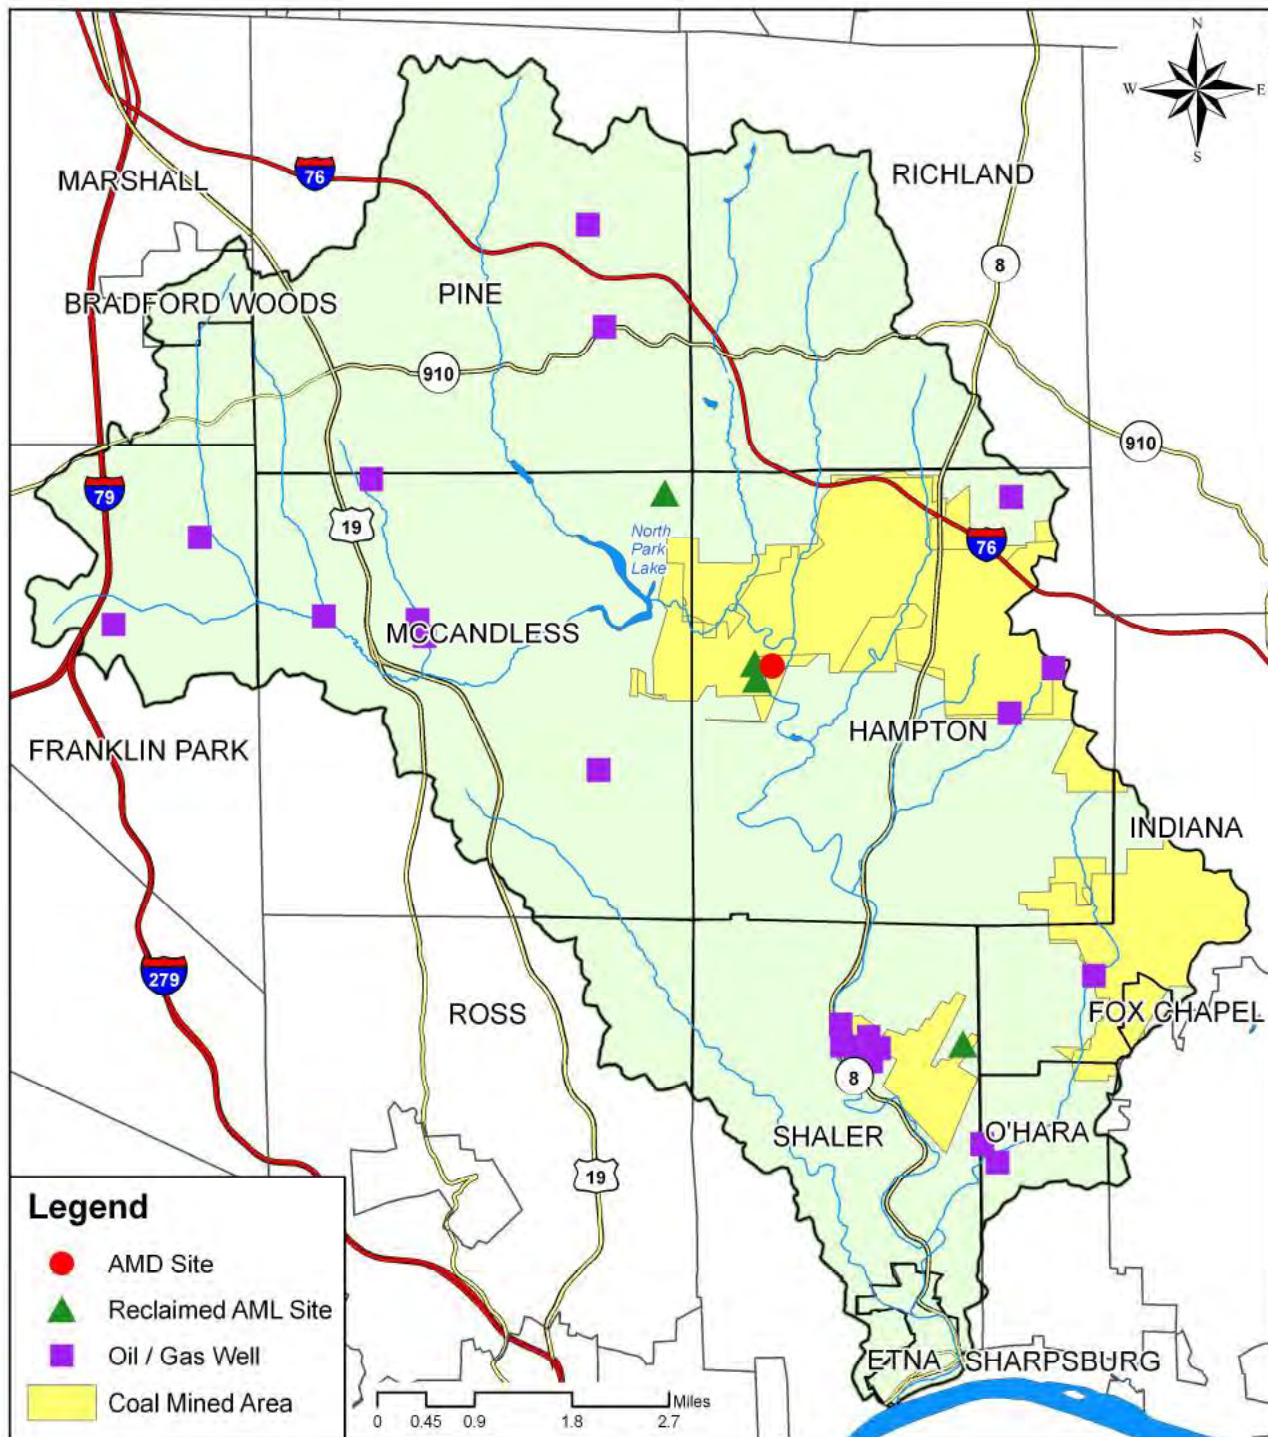 N
W E
S
RICHLAND
MARSHALL
76
8
BRADFORD WOODS
PINE
910
910
79
19
North
Park
Lake
76
MCCANDLESS
HAMPTON
FRANKLIN PARK
INDIANA
279
ROSS
FOX CHAPEL
8
SHALER
O'HARA
19
ETNA
SHARPSBURG
Legend
AMD Site
Reclaimed AML Site
Oil / Gas Well
Coal Mined Area
Miles
0 0.45 0.9 1.8 2.7